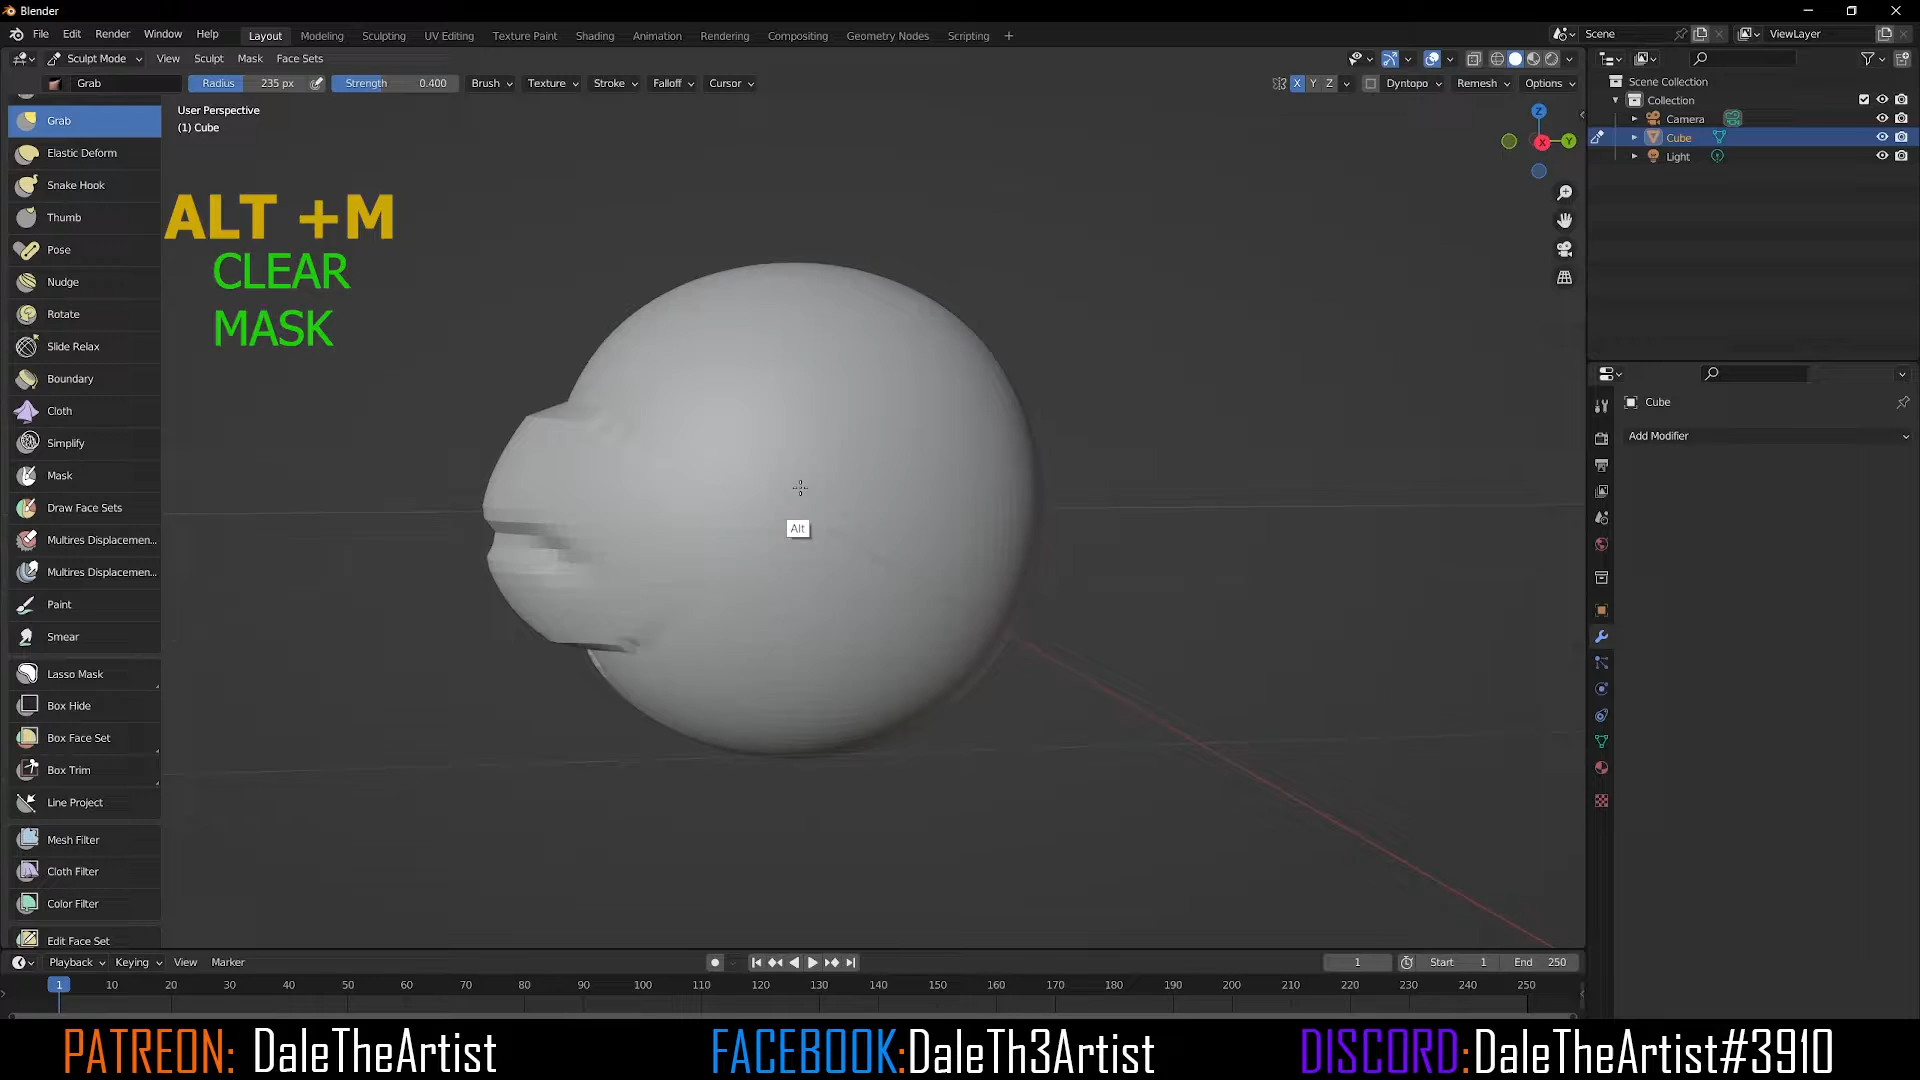 Blender
File Edit Render Window Help Layout Modeling Sculpting UV Editing Texture Paint Shading Animation Rendering Compositing Geometry Nodes Scripting + Scene ViewLayer
Sculpt Mode View Sculpt Mask Face Sets
Grab Radius 235 px Strength 0.400 Brush Texture Stroke Falloff Cursor X Y Z Dyntopo Remesh Options
Scene Collection
Collection
Camera
Cube
Light
User Perspective
(1) Cube
Z
X
Y
Grab
Elastic Deform
Snake Hook
Thumb
Pose
Nudge
Rotate
Slide Relax
Boundary
Cloth
Simplify
Mask
Draw Face Sets
Multires Displacemen...
Multires Displacemen...
Paint
Smear
Lasso Mask
Box Hide
Box Face Set
Box Trim
Line Project
Mesh Filter
Cloth Filter
Color Filter
Edit Face Set
ALT +M
CLEAR
MASK
Alt
Cube
Add Modifier
Playback Keying View Marker 1 Start 1 End 250
1 10 20 30 40 50 60 70 80 90 100 110 120 130 140 150 160 170 180 190 200 210 220 230 240 250
PATREON: DaleTheArtist FACEBOOK:DaleTh3Artist DISCORD:DaleTheArtist#3910